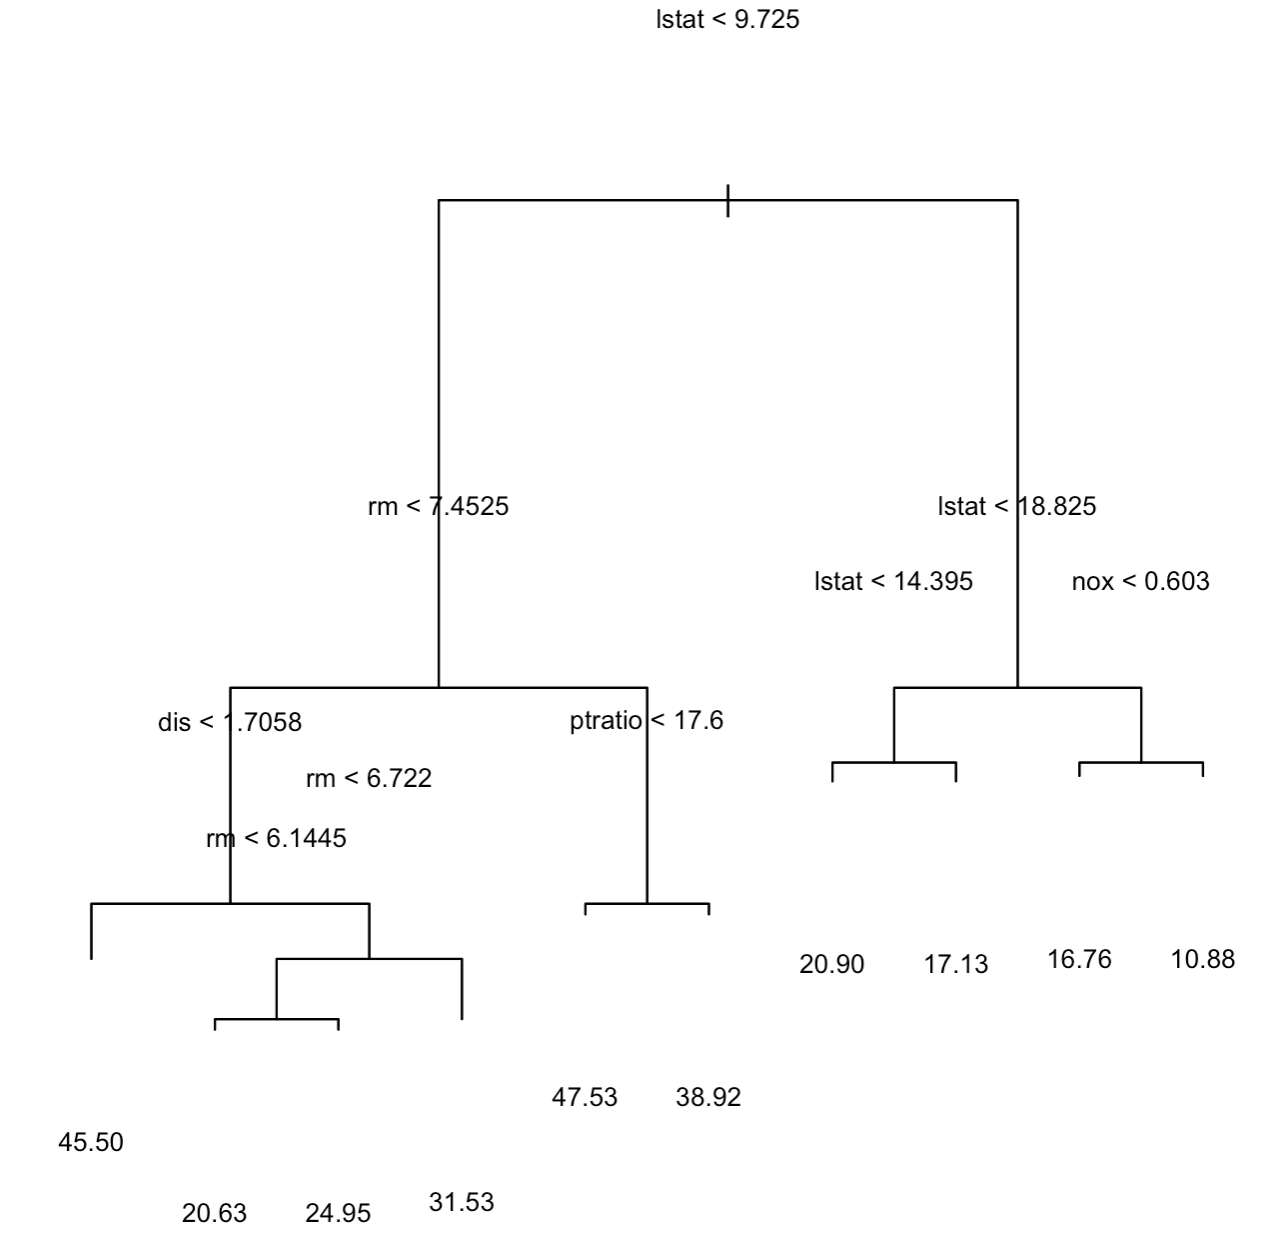 lstat < 9.725
rm < 7.4525
lstat < 18.825
lstat < 14.395
nox < 0.603
dis < 1.7058
ptratio < 17.6
rm < 6.722
rm < 6.1445
20.90
17.13
16.76
10.88
47.53
38.92
45.50
20.63
24.95
31.53